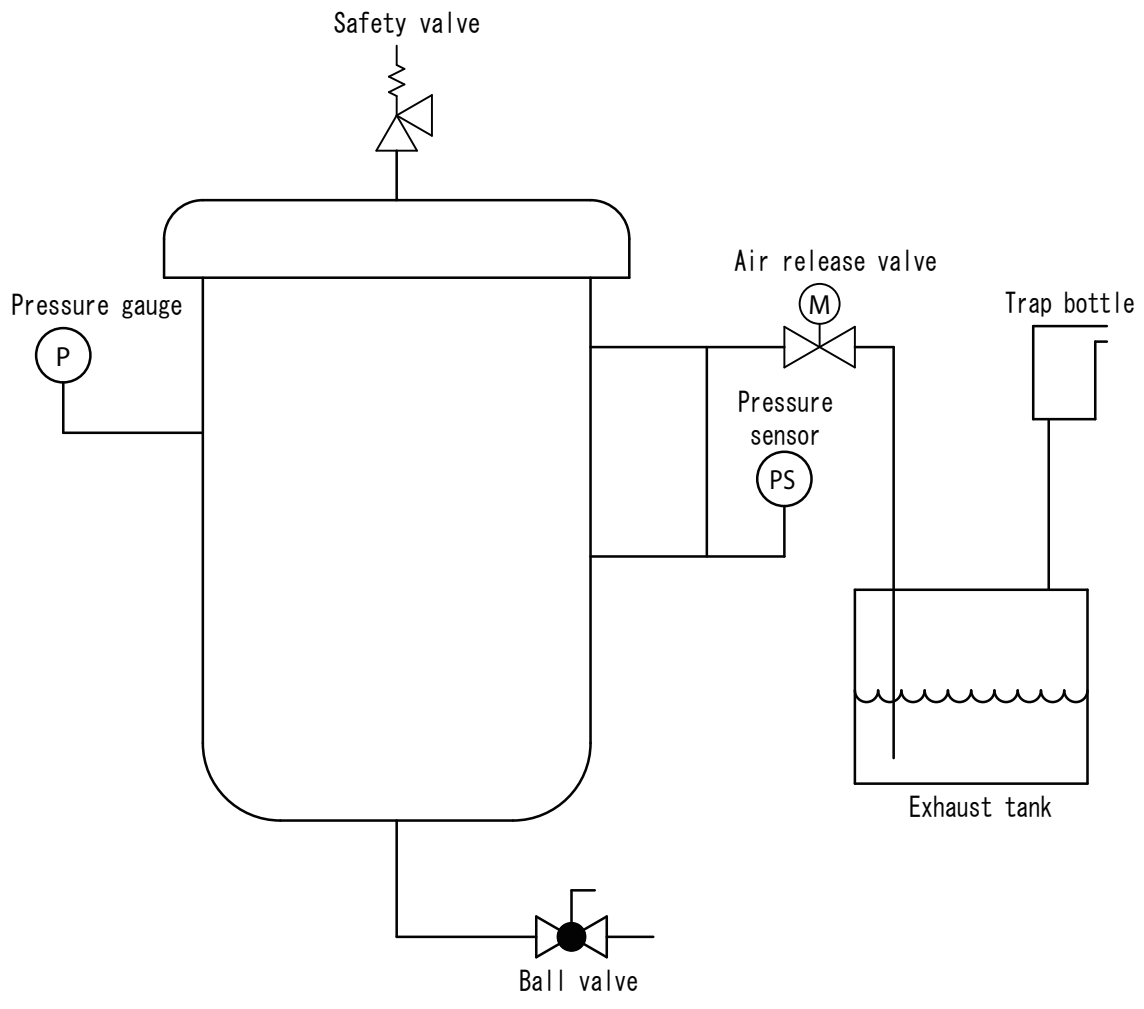 Safety valve
Air release valve
M
Pressure gauge
P
Trap bottle
Pressure
sensor
PS
Exhaust tank
Ball valve